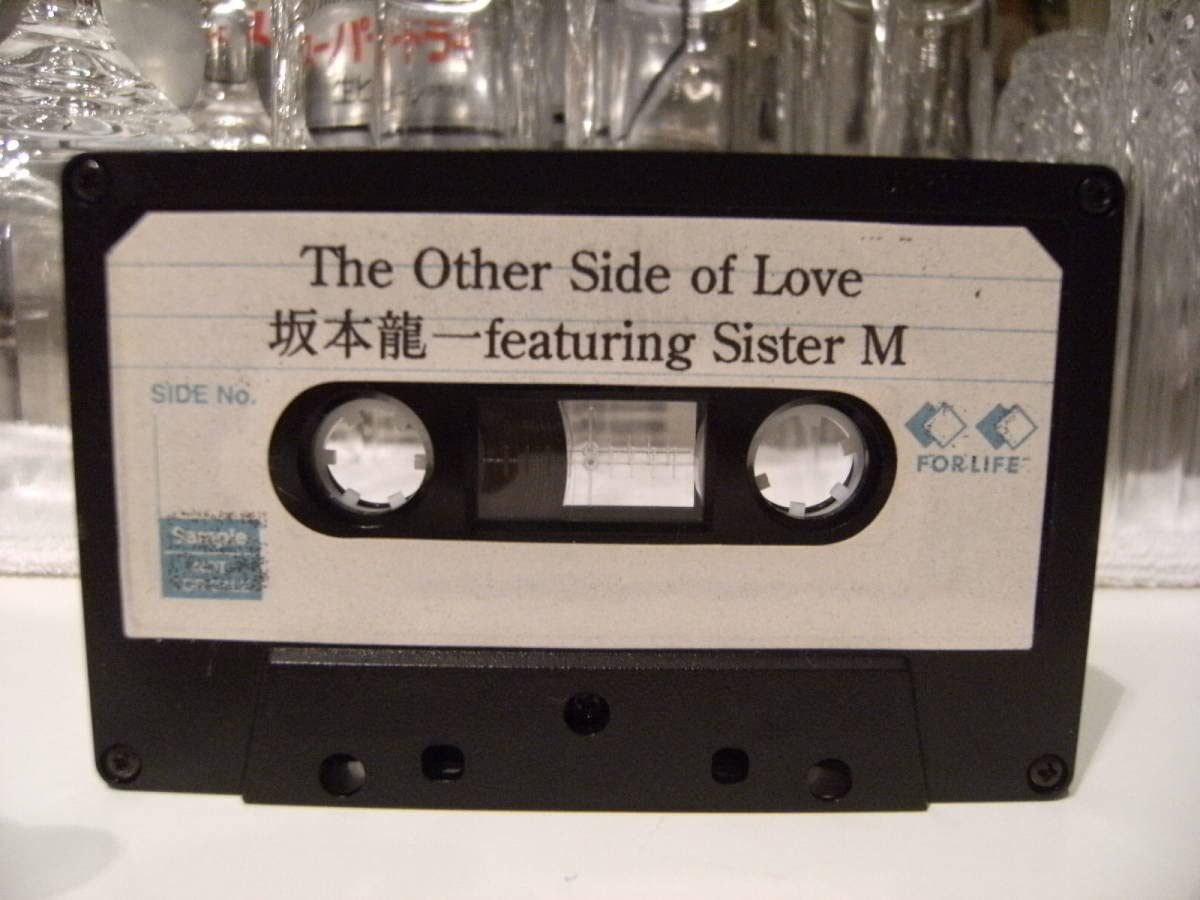 The Other Side of Love
坂本龍一featuring Sister M
SIDE No.
FORLIFE
Sample
NOT